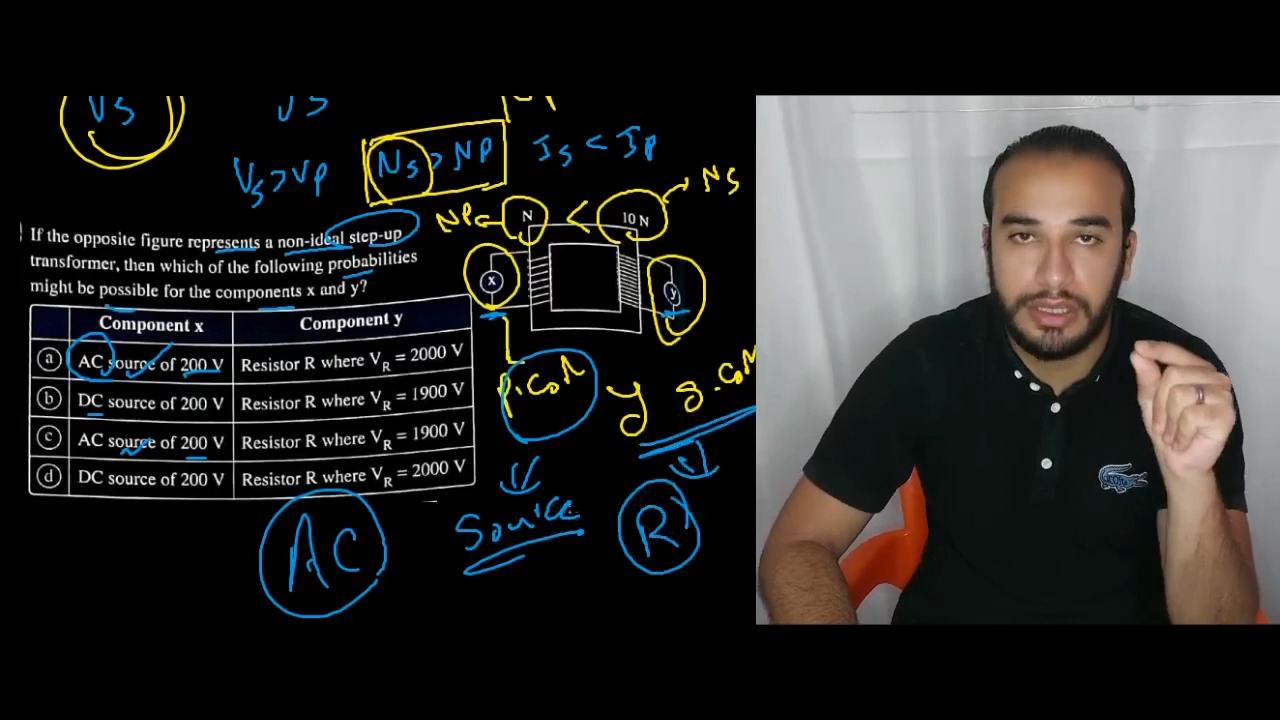 Vs
Vs
Vs > Vp
Ns > NP
Is < Ip
NP
N
<
10 N
Ns
If the opposite figure represents a non-ideal step-up
transformer, then which of the following probabilities
might be possible for the components x and y?
x
y
Component x Component y
a AC source of 200 V Resistor R where VR = 2000 V
b DC source of 200 V Resistor R where VR = 1900 V
c AC source of 200 V Resistor R where VR = 1900 V
d DC source of 200 V Resistor R where VR = 2000 V
P.Coil
y
S.Coil
AC
Source
R